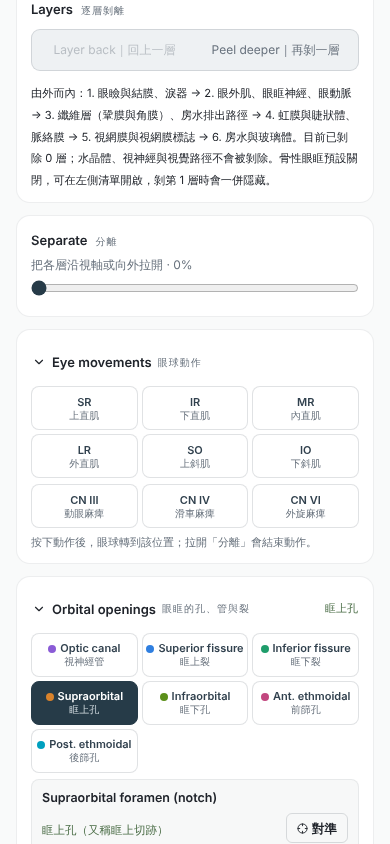 Layers 逐層剝離
Layer back | 回上一層
Peel deeper | 再剝一層
由外而內：1. 眼瞼與結膜、淚器 → 2. 眼外肌、眼眶神經、眼動脈
→ 3. 纖維層（鞏膜與角膜）、房水排出路徑 → 4. 虹膜與睫狀體、
脈絡膜 → 5. 視網膜與視網膜標誌 → 6. 房水與玻璃體。目前已剝
除 0 層；水晶體、視神經與視覺路徑不會被剝除。骨性眼眶預設關
閉，可在左側清單開啟，剝第 1 層時會一併隱藏。
Separate 分離
把各層沿視軸或向外拉開 · 0%
Eye movements 眼球動作
SR
上直肌
IR
下直肌
MR
內直肌
LR
外直肌
SO
上斜肌
IO
下斜肌
CN III
動眼麻痺
CN IV
滑車麻痺
CN VI
外旋麻痺
按下動作後，眼球轉到該位置；拉開「分離」會結束動作。
Orbital openings 眼眶的孔、管與裂 眶上孔
Optic canal
視神經管
Superior fissure
眶上裂
Inferior fissure
眶下裂
Supraorbital
眶上孔
Infraorbital
眶下孔
Ant. ethmoidal
前篩孔
Post. ethmoidal
後篩孔
Supraorbital foramen (notch)
眶上孔（又稱眶上切跡）
對準